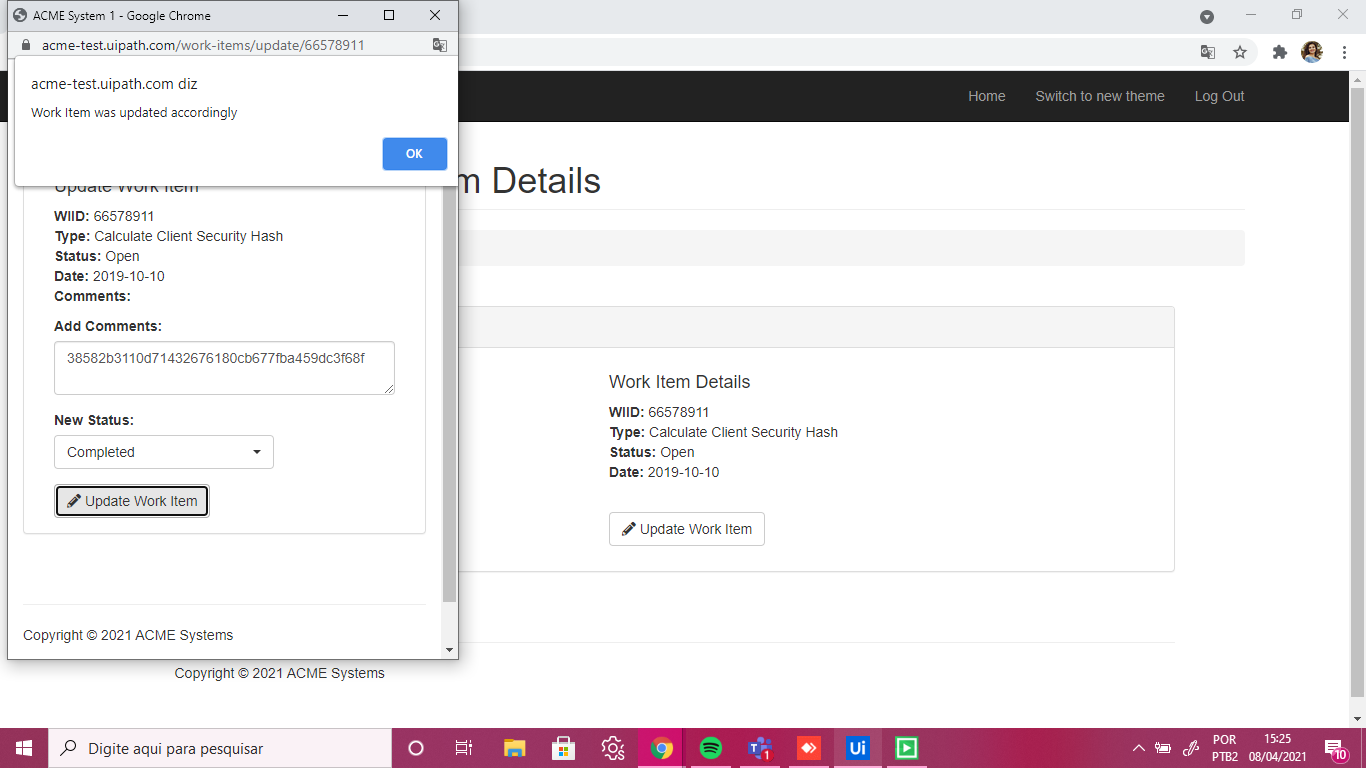 ACME System 1 - Google Chrome
acme-test.uipath.com/work-items/update/66578911
acme-test.uipath.com diz
Work Item was updated accordingly
OK
Update Work Item
WIID: 66578911
Type: Calculate Client Security Hash
Status: Open
Date: 2019-10-10
Comments:
Add Comments:
38582b3110d71432676180cb677fba459dc3f68f
New Status:
Completed
Update Work Item
Copyright © 2021 ACME Systems
Home
Switch to new theme
Log Out
m Details
Work Item Details
WIID: 66578911
Type: Calculate Client Security Hash
Status: Open
Date: 2019-10-10
Update Work Item
Copyright © 2021 ACME Systems
Digite aqui para pesquisar
1
Ui
POR
PTB2
15:25
08/04/2021
10